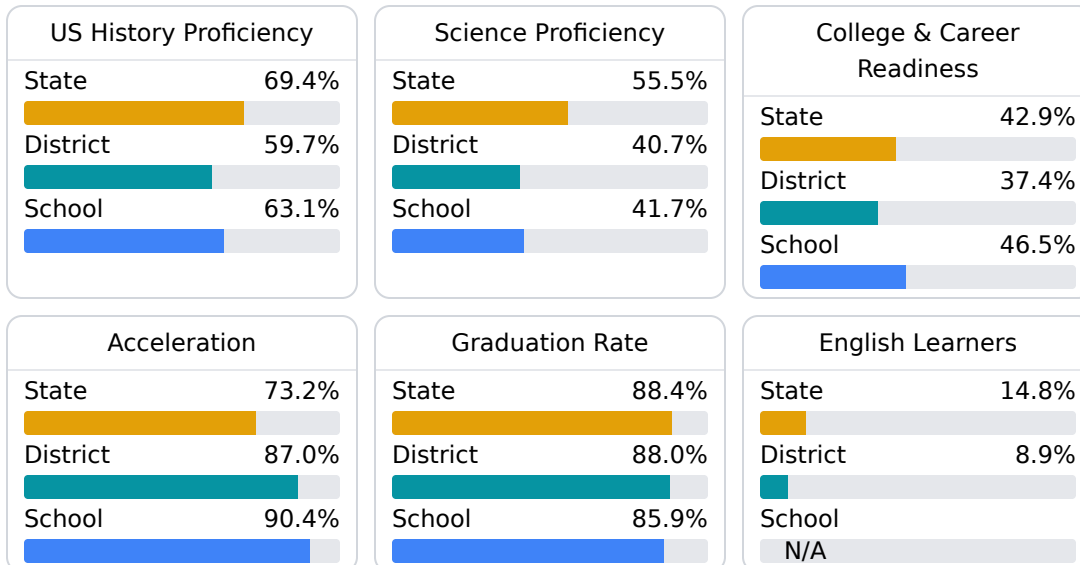 US History Proficiency
State 69.4%
District 59.7%
School 63.1%
Science Proficiency
State 55.5%
District 40.7%
School 41.7%
College & Career
Readiness
State 42.9%
District 37.4%
School 46.5%
Acceleration
State 73.2%
District 87.0%
School 90.4%
Graduation Rate
State 88.4%
District 88.0%
School 85.9%
English Learners
State 14.8%
District 8.9%
School
N/A